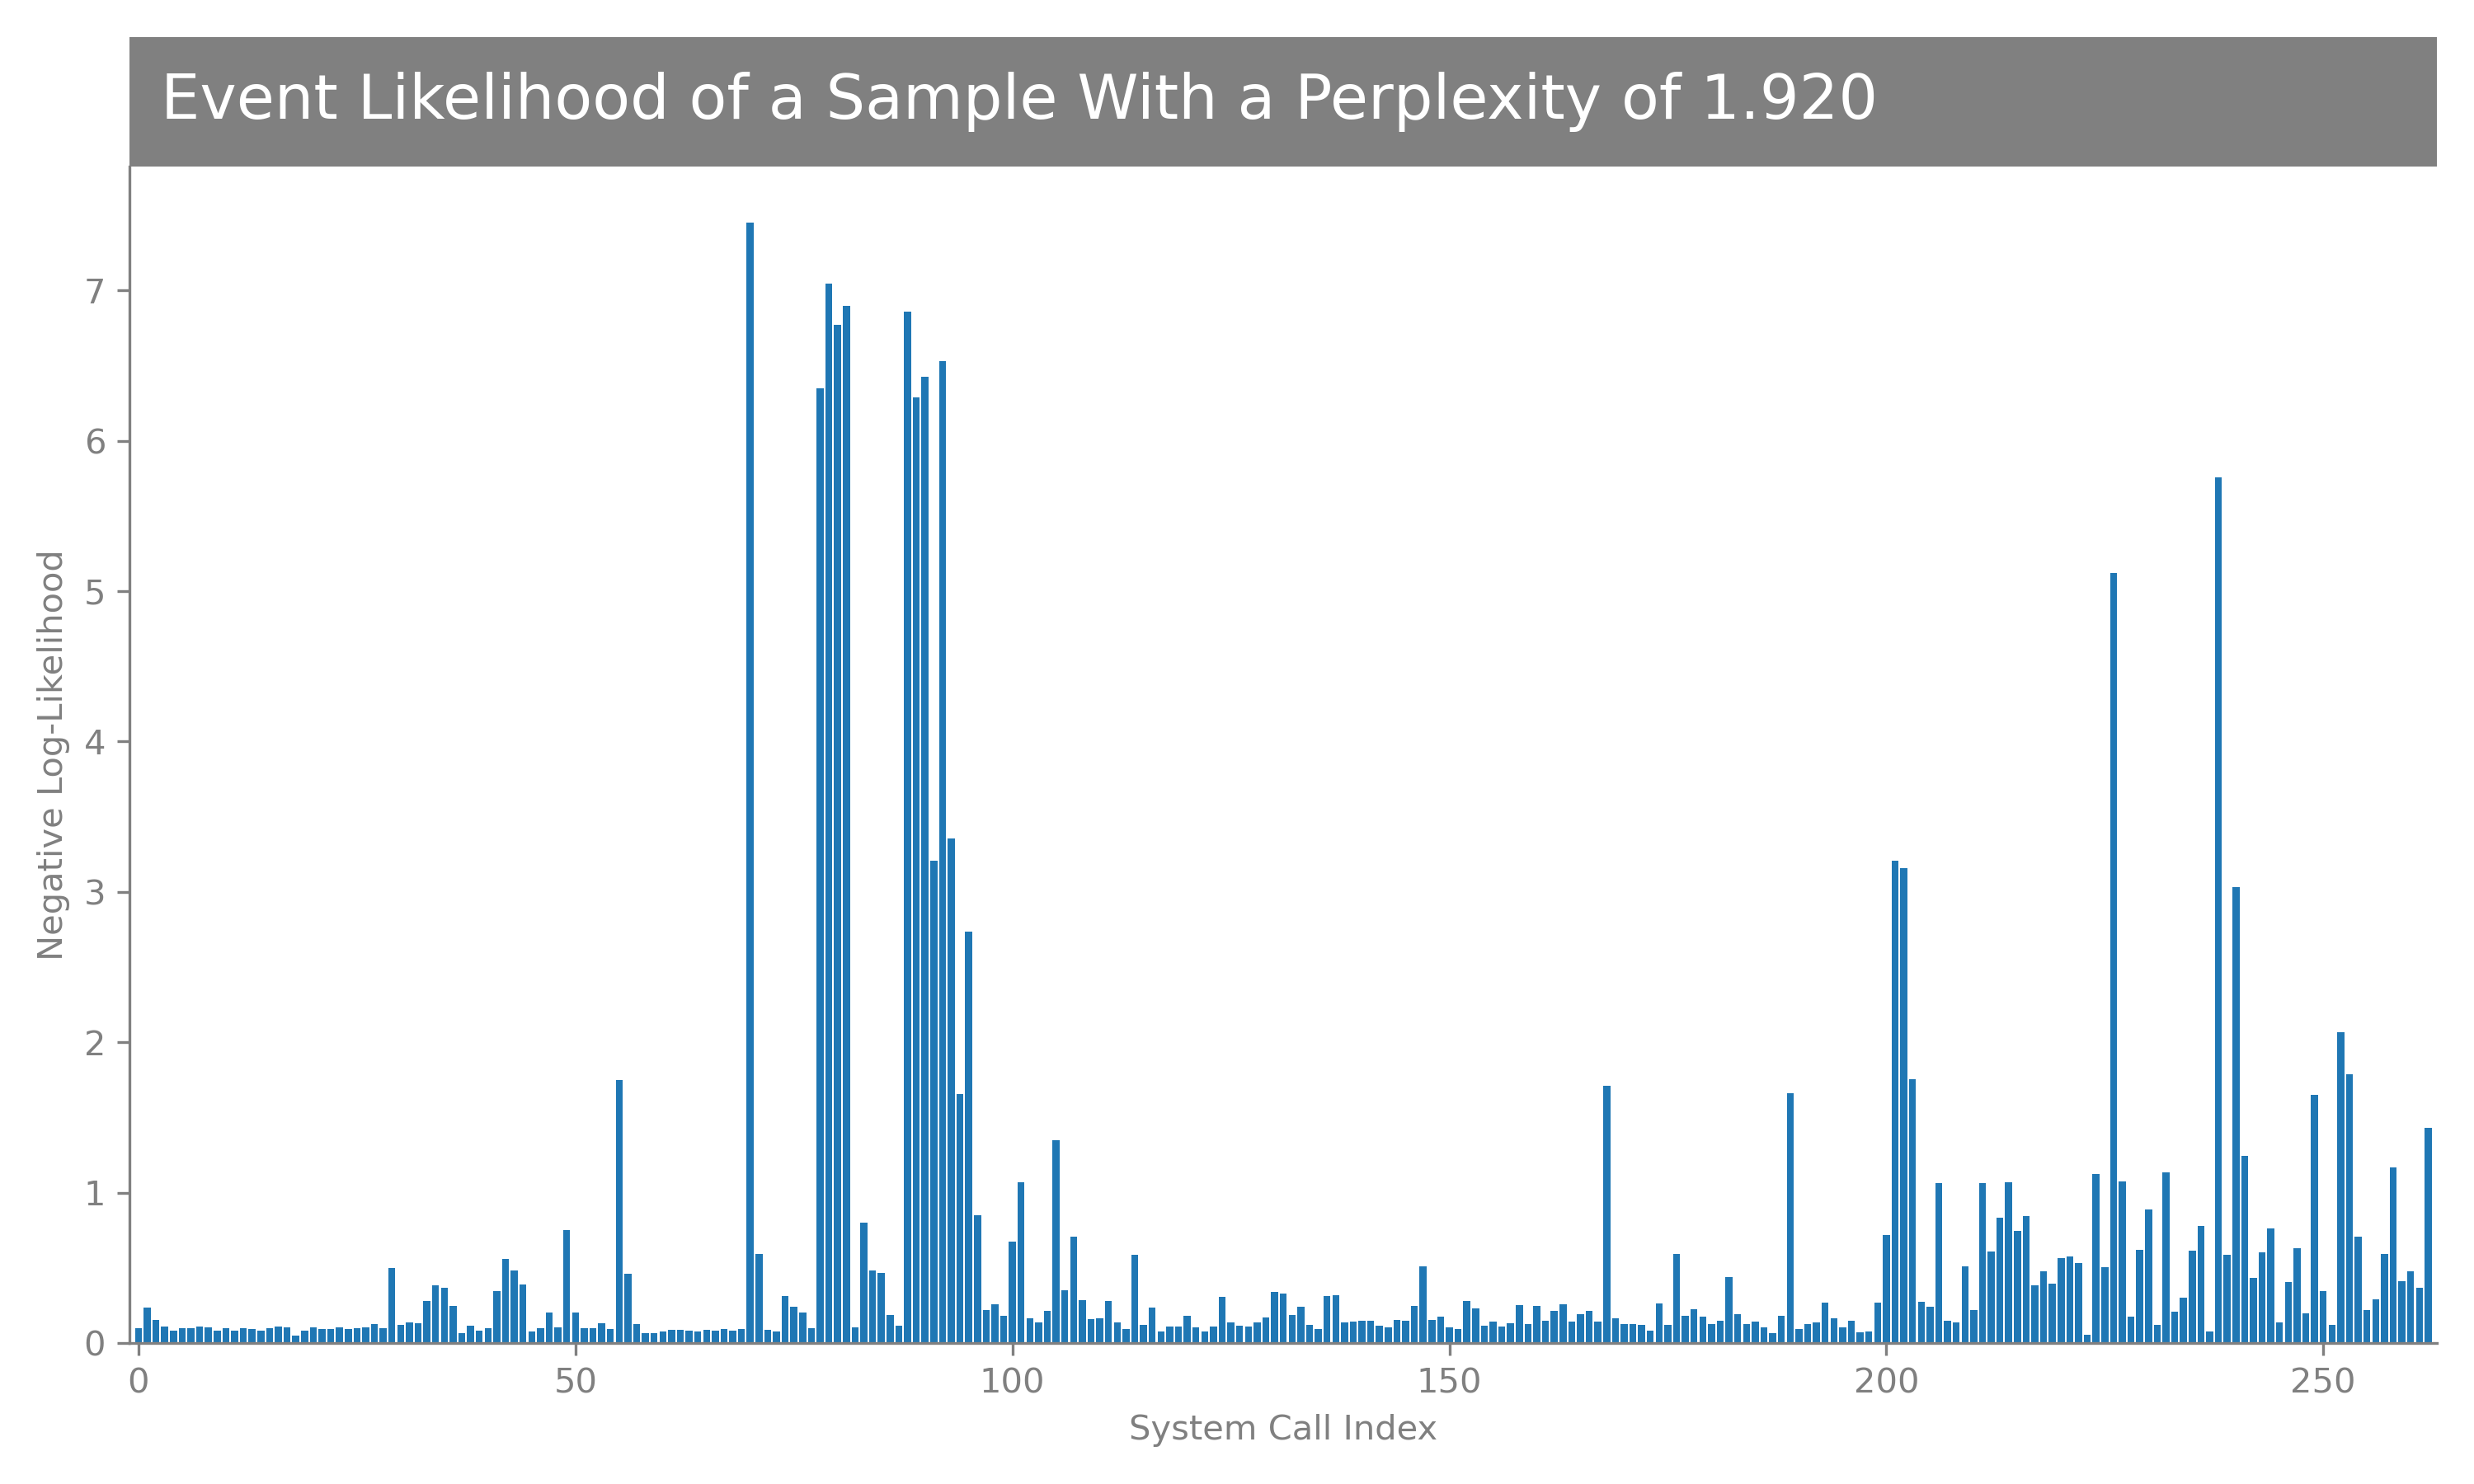 Event Likelihood of a Sample With a Perplexity of 1.920
Negative Log-Likelihood
7
6
5
4
3
2
1
0
0 50 100 150 200 250
System Call Index